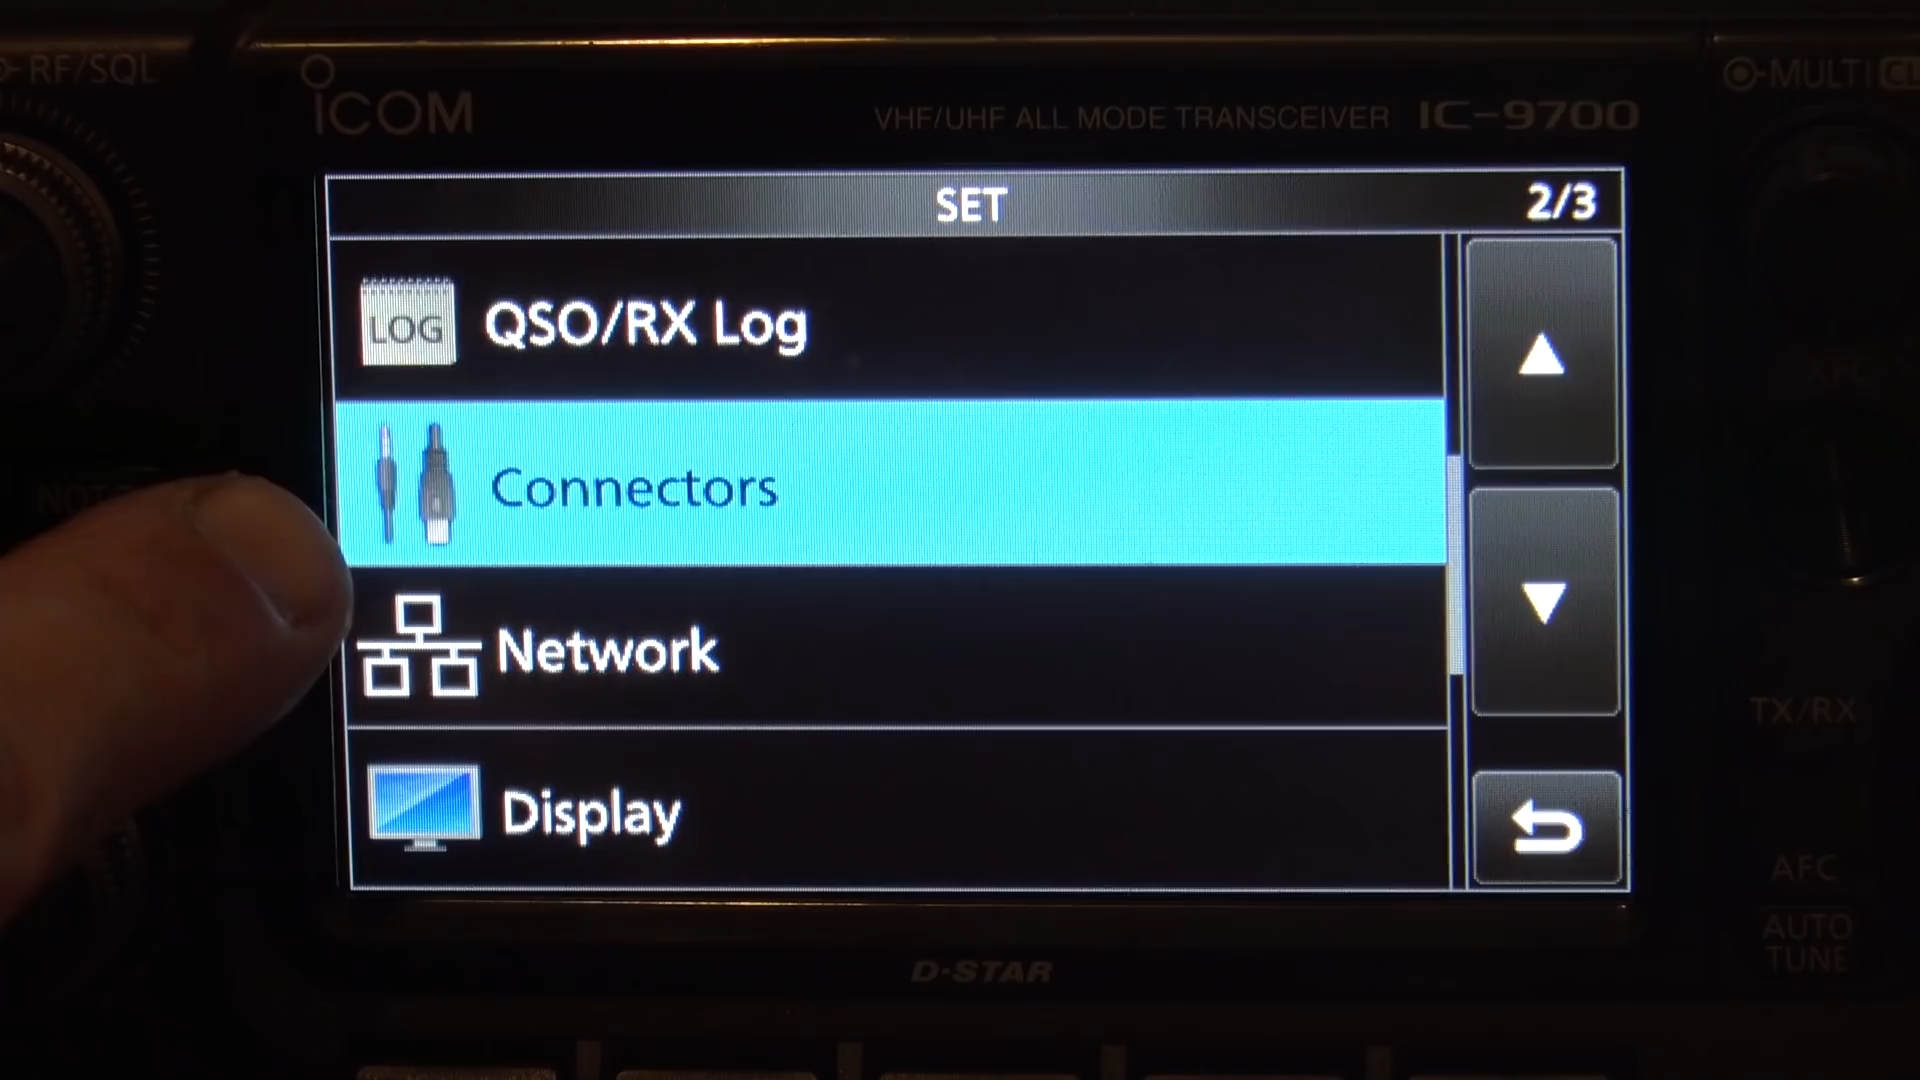 RF/SQL
ICOM
VHF/UHF ALL MODE TRANSCEIVER IC-9700
MULTI
SET 2/3
LOG QSO/RX Log
Connectors
Network
Display
TX/RX
AFC
AUTO
TUNE
D-STAR